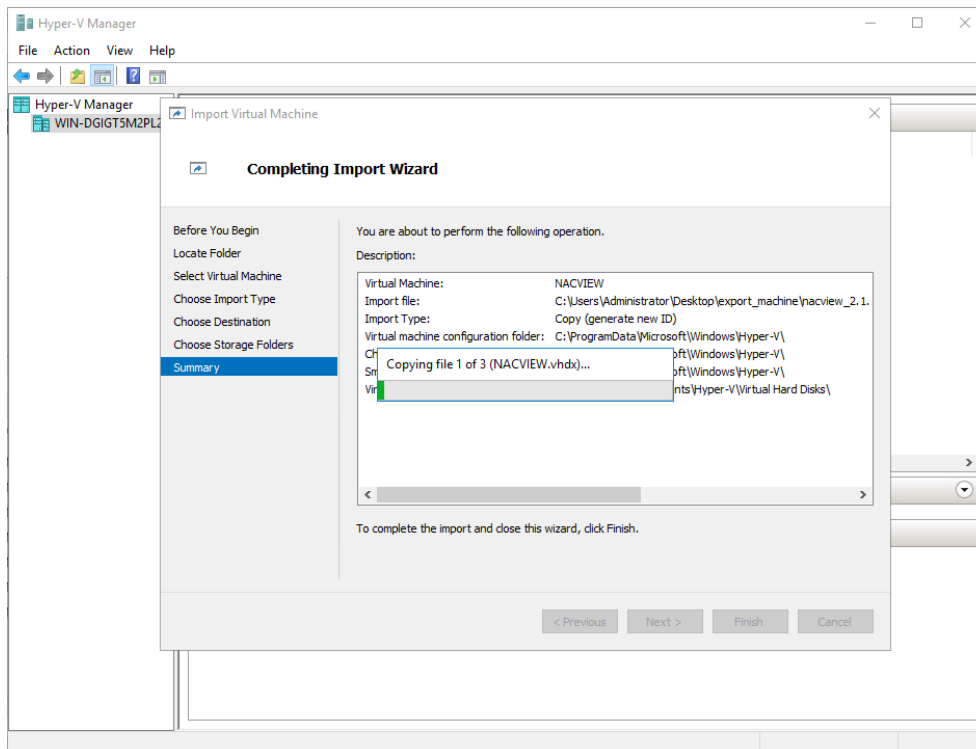 Hyper-V Manager
File Action View Help
Hyper-V Manager
WIN-DGIGT5M2PL2
Import Virtual Machine
Completing Import Wizard
Before You Begin
Locate Folder
Select Virtual Machine
Choose Import Type
Choose Destination
Choose Storage Folders
Summary
You are about to perform the following operation.
Description:
Virtual Machine: NACVIEW
Import file: C:\Users\Administrator\Desktop\export_machine\nacview_2.1.
Import Type: Copy (generate new ID)
Virtual machine configuration folder: C:\ProgramData\Microsoft\Windows\Hyper-V\
Ch oft\Windows\Hyper-V\
Sm oft\Windows\Hyper-V\
Vir nts\Hyper-V\Virtual Hard Disks\
Copying file 1 of 3 (NACVIEW.vhdx)...
To complete the import and close this wizard, click Finish.
< Previous Next > Finish Cancel